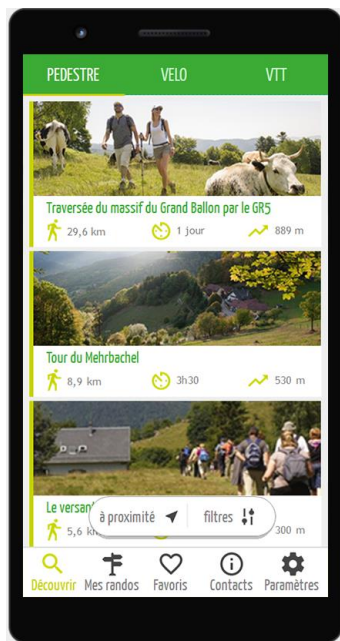 PEDESTRE VELO VTT
Traversée du massif du Grand Ballon par le GR5
29,6 km 1 jour 889 m
Tour du Mehrbachel
8,9 km 3h30 530 m
Le versant
à proximité filtres
5,6 300 m
Découvrir Mes randos Favoris Contacts Paramètres